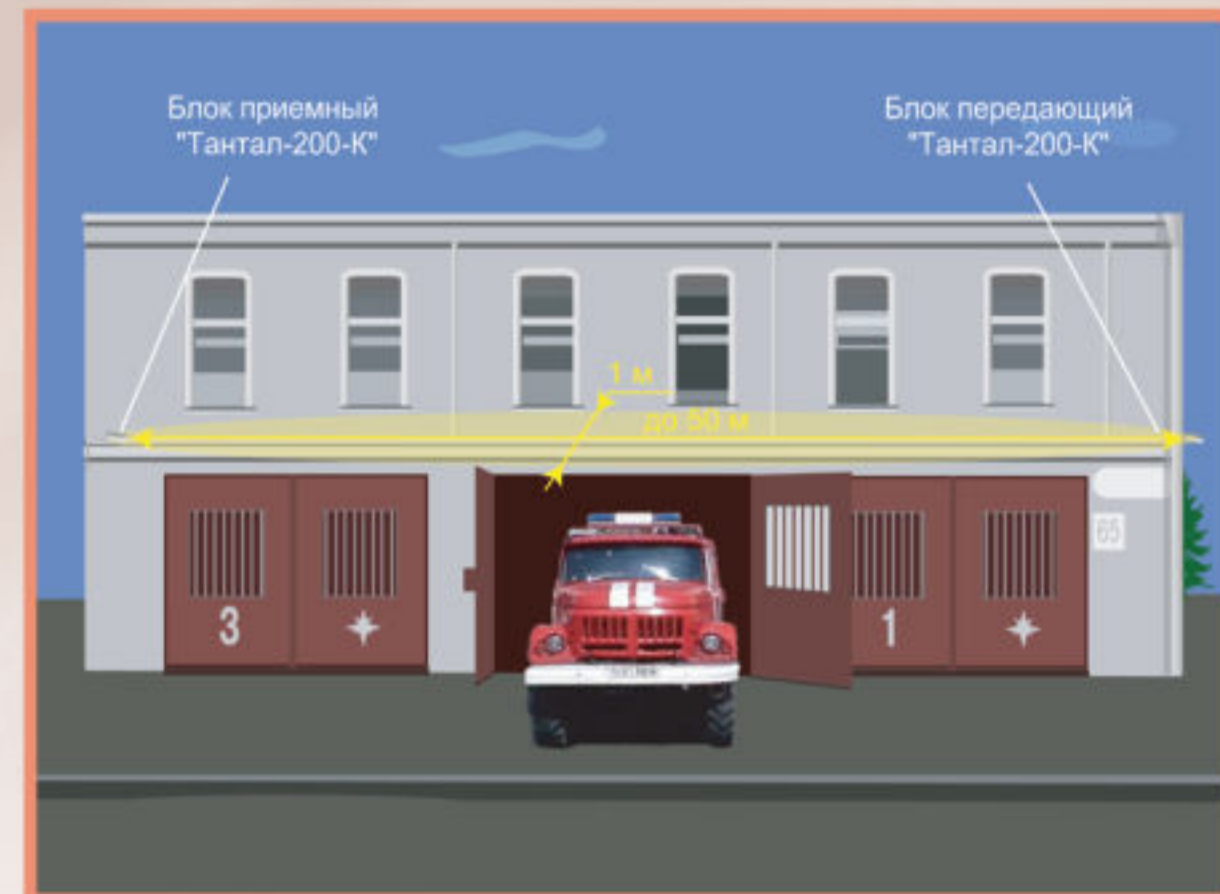 Блок приемный
"Тантал-200-К"
Блок передающий
"Тантал-200-К"
1 м
до 50 м
65
3
1